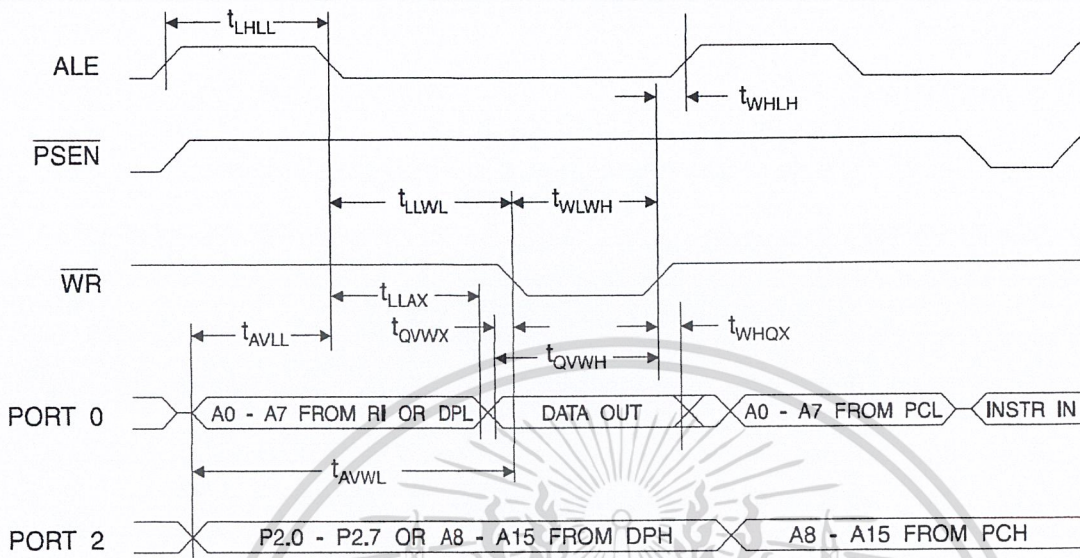 tLHLL
ALE
tWHLH
PSEN
tLLWL
tWLWH
WR
tLLAX
tAVLL
tQVWX
tWHQX
tQVWH
PORT 0
A0 - A7 FROM RI OR DPL
DATA OUT
A0 - A7 FROM PCL
INSTR IN
tAVWL
PORT 2
P2.0 - P2.7 OR A8 - A15 FROM DPH
A8 - A15 FROM PCH